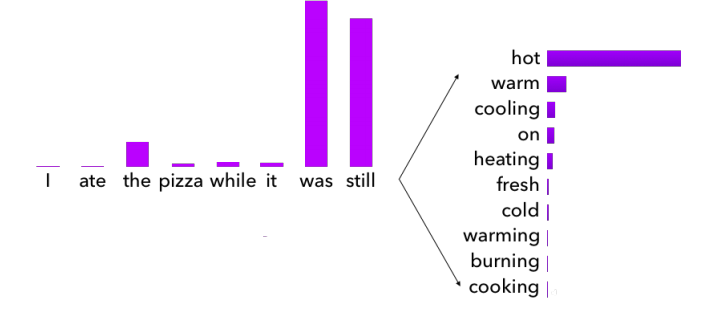 I ate the pizza while it was still
hot
warm
cooling
on
heating
fresh
cold
warming
burning
cooking